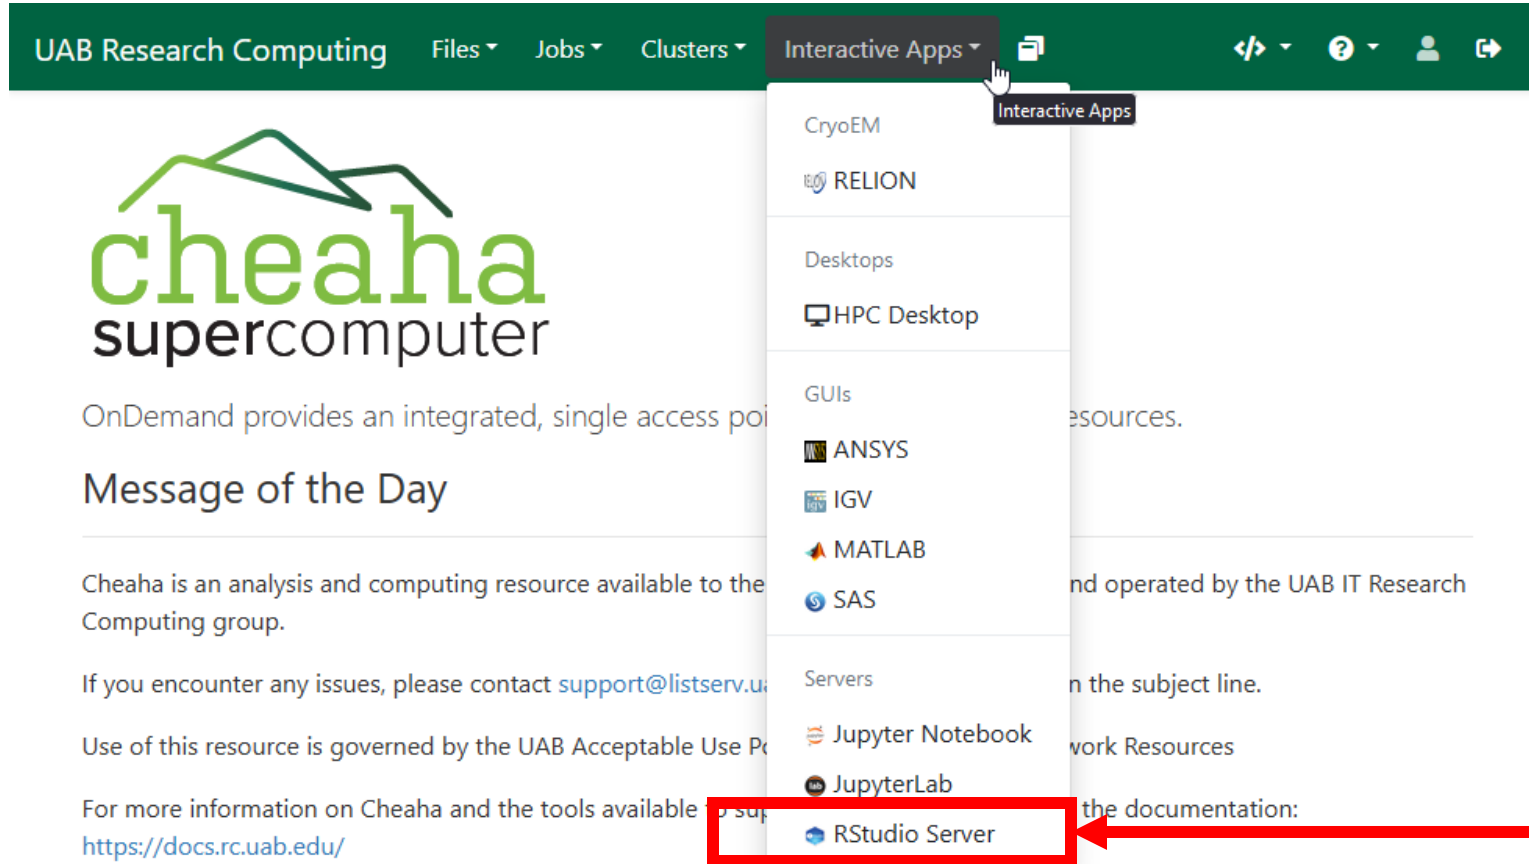 UAB Research Computing Files Jobs Clusters Interactive Apps
Interactive Apps
CryoEM
RELION
Desktops
HPC Desktop
GUIs
ANSYS
IGV
MATLAB
SAS
Servers
Jupyter Notebook
JupyterLab
RStudio Server
cheaha
supercomputer
OnDemand provides an integrated, single access esources.
Message of the Day
Cheaha is an analysis and computing resource available to the nd operated by the UAB IT Research
Computing group.
If you encounter any issues, please contact support@listserv.u n the subject line.
Use of this resource is governed by the UAB Acceptable Use work Resources
For more information on Cheaha and the tools available to sup the documentation:
https://docs.rc.uab.edu/